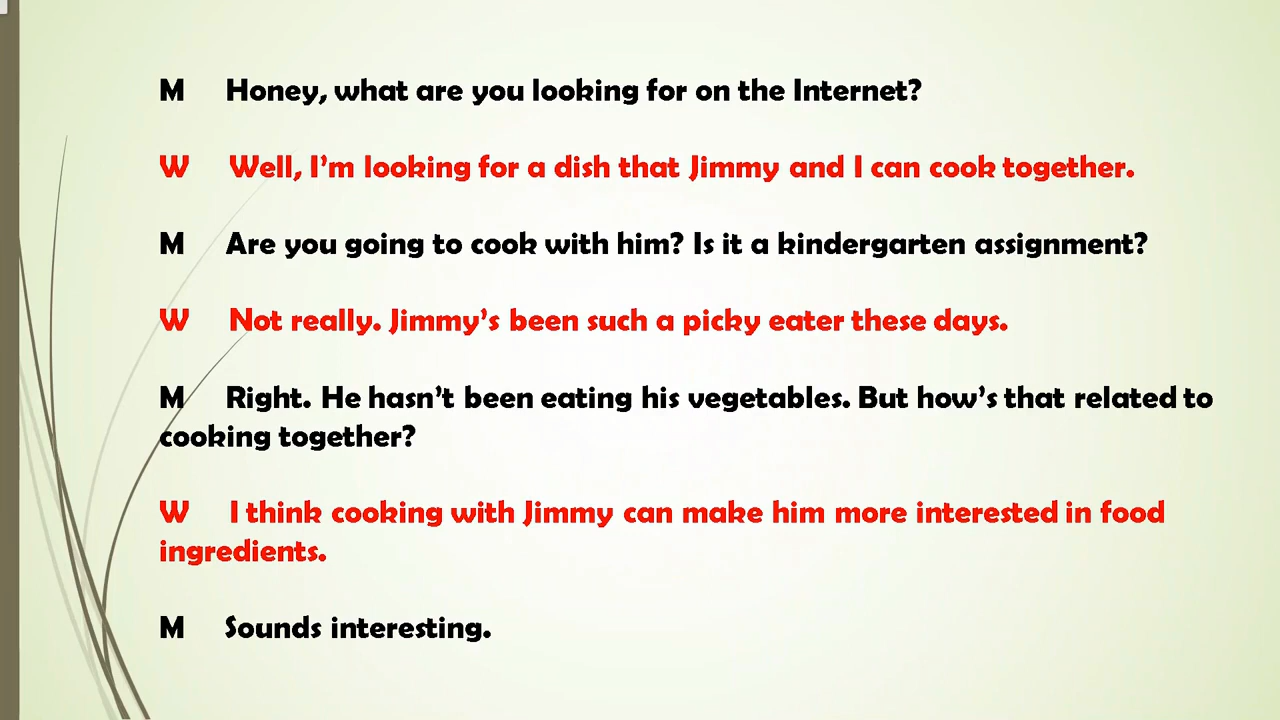 M Honey, what are you looking for on the Internet?
W Well, I'm looking for a dish that Jimmy and I can cook together.
M Are you going to cook with him? Is it a kindergarten assignment?
W Not really. Jimmy's been such a picky eater these days.
M Right. He hasn't been eating his vegetables. But how's that related to
cooking together?
W I think cooking with Jimmy can make him more interested in food
ingredients.
M Sounds interesting.